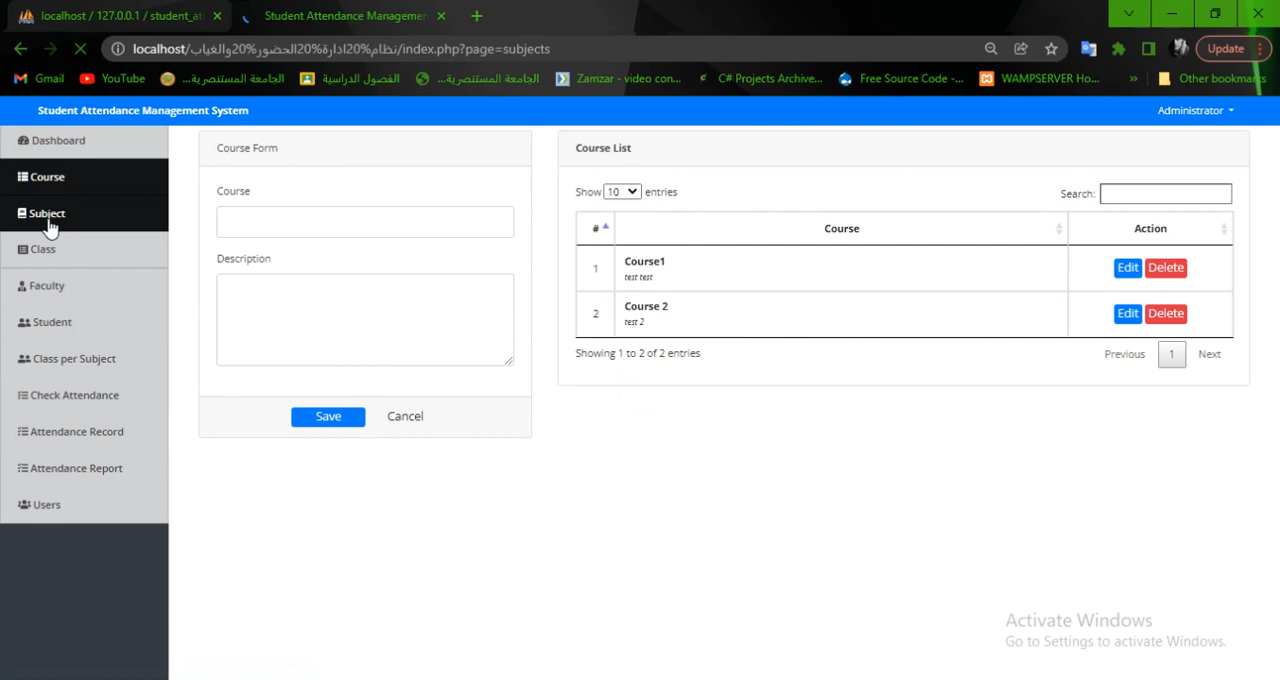 localhost / 127.0.0.1 / student_at
Student Attendance Managemen
localhost/نظام%20ادارة%20الحضور%20والغياب/index.php?page=subjects
Update
Gmail
YouTube
الجامعة المستنصرية...
الفصول الدراسية
الجامعة المستنصرية...
Zamzar - video con...
C# Projects Archive...
Free Source Code -...
WAMPSERVER Ho...
»
Other bookmarks
Student Attendance Management System
Administrator
Dashboard
Course
Subject
Class
Faculty
Student
Class per Subject
Check Attendance
Attendance Record
Attendance Report
Users
Course Form
Course
Description
Save Cancel
Course List
Show 10 entries
Search:
# Course Action
1 Course1 Edit Delete
test test
2 Course 2 Edit Delete
test 2
Showing 1 to 2 of 2 entries
Previous 1 Next
Activate Windows
Go to Settings to activate Windows.